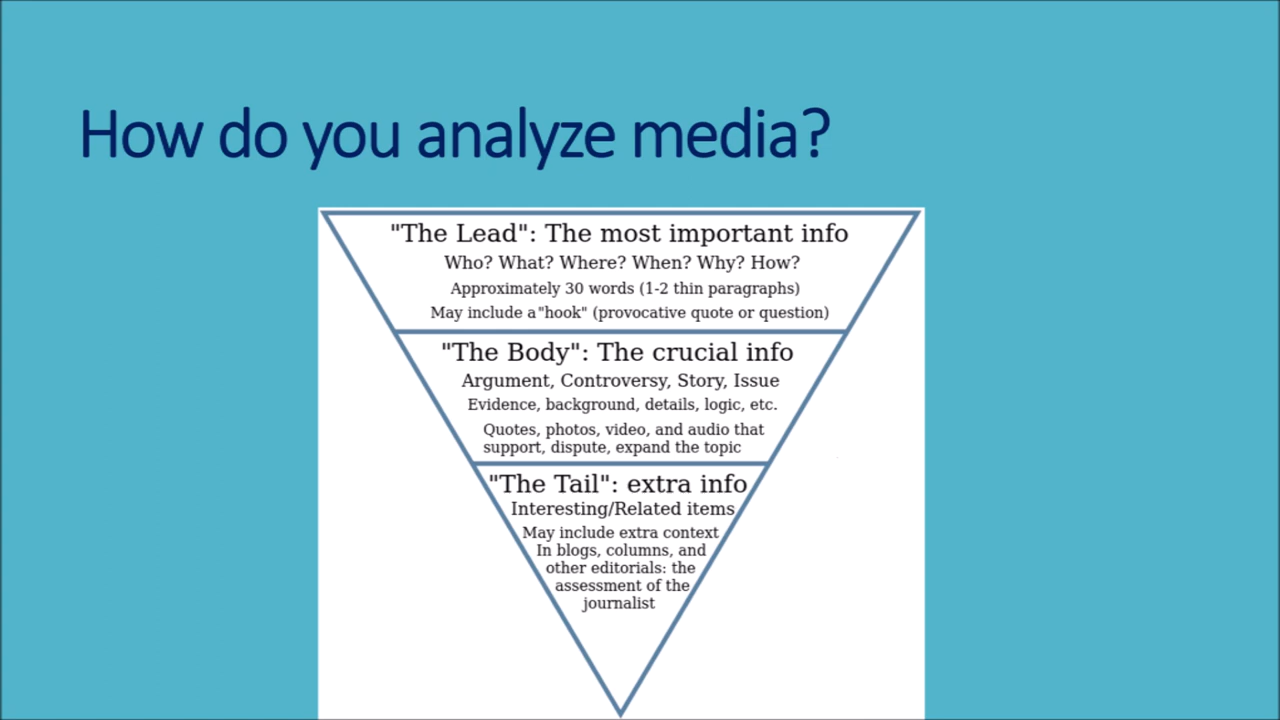 How do you analyze media?
"The Lead": The most important info
Who? What? Where? When? Why? How?
Approximately 30 words (1-2 thin paragraphs)
May include a"hook" (provocative quote or question)
"The Body": The crucial info
Argument, Controversy, Story, Issue
Evidence, background, details, logic, etc.
Quotes, photos, video, and audio that
support, dispute, expand the topic
"The Tail": extra info
Interesting/Related items
May include extra context
In blogs, columns, and
other editorials: the
assessment of the
journalist